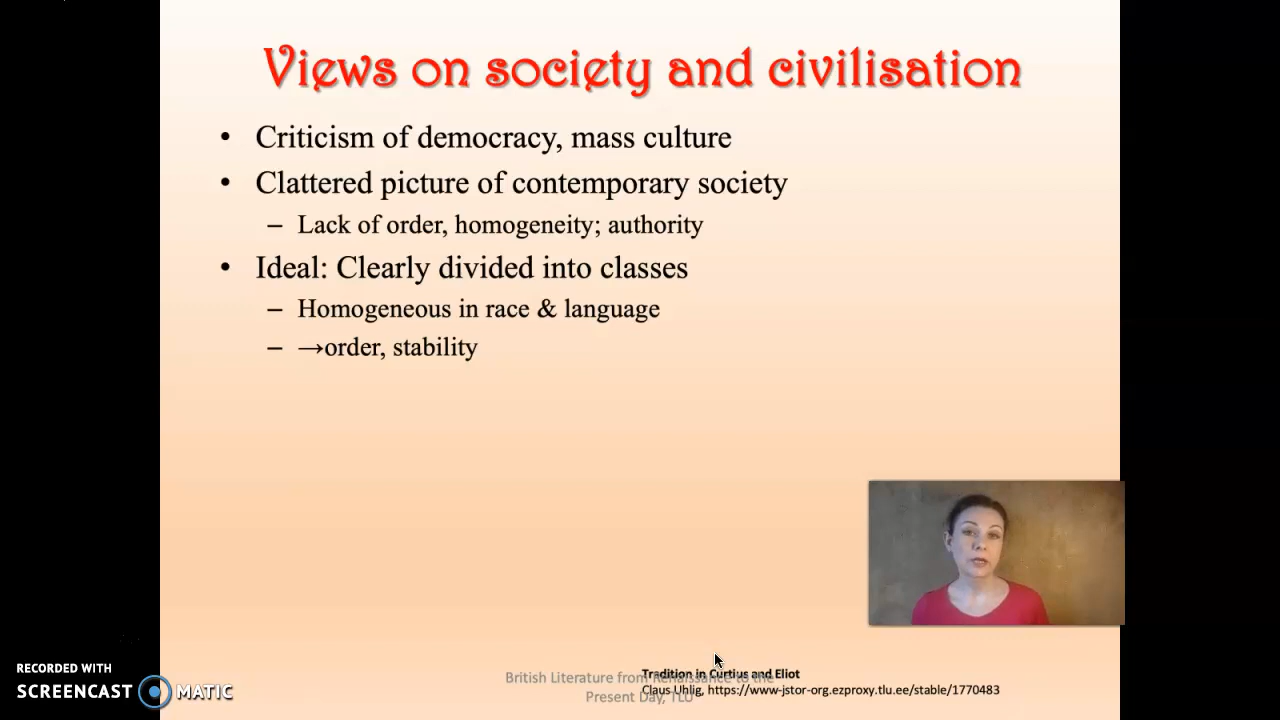 Views on society and civilisation
• Criticism of democracy, mass culture
• Clattered picture of contemporary society
– Lack of order, homogeneity; authority
• Ideal: Clearly divided into classes
– Homogeneous in race & language
– →order, stability
RECORDED WITH
SCREENCAST MATIC
British Literature from Renaissance to the
Present Day, TLU
Tradition in Curtius and Eliot
Claus Uhlig, https://www-jstor-org.ezproxy.tlu.ee/stable/1770483